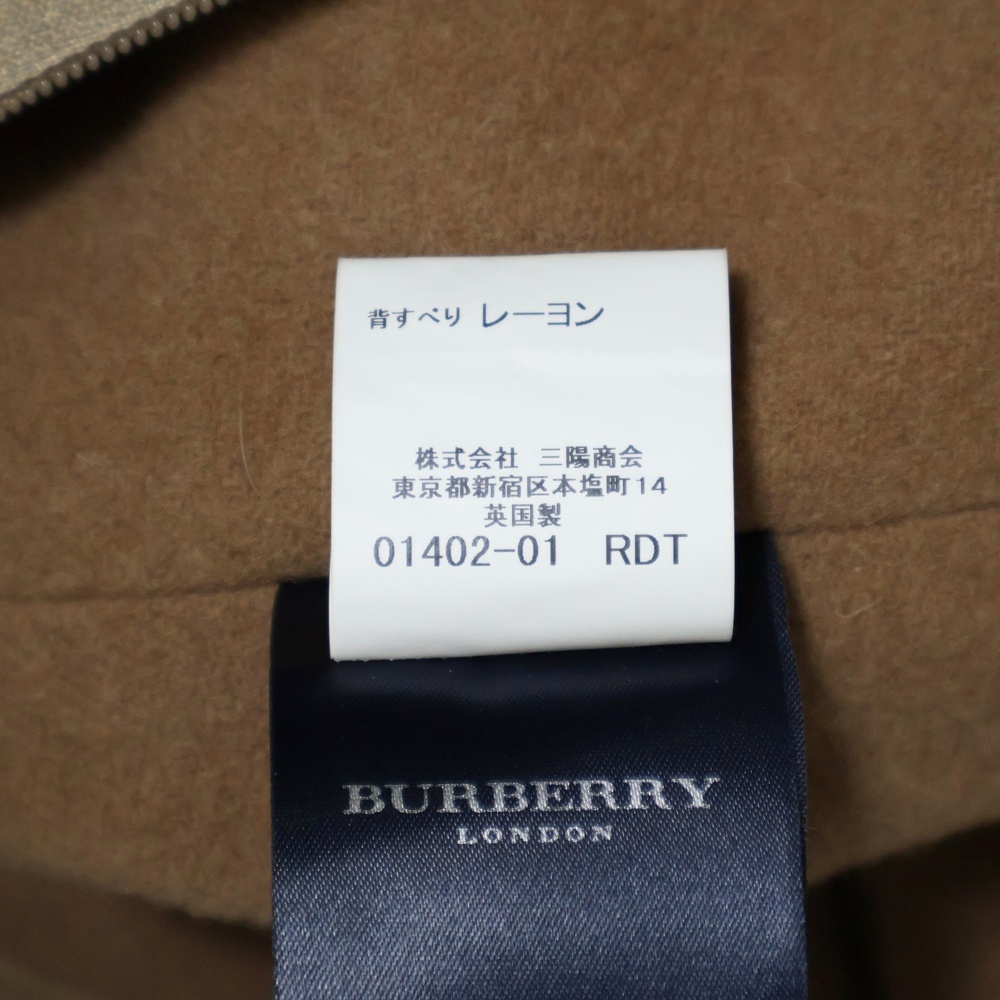 背すべり レーヨン
株式会社 三陽商会
東京都新宿区本塩町14
英国製
01402-01 RDT
BURBERRY
LONDON